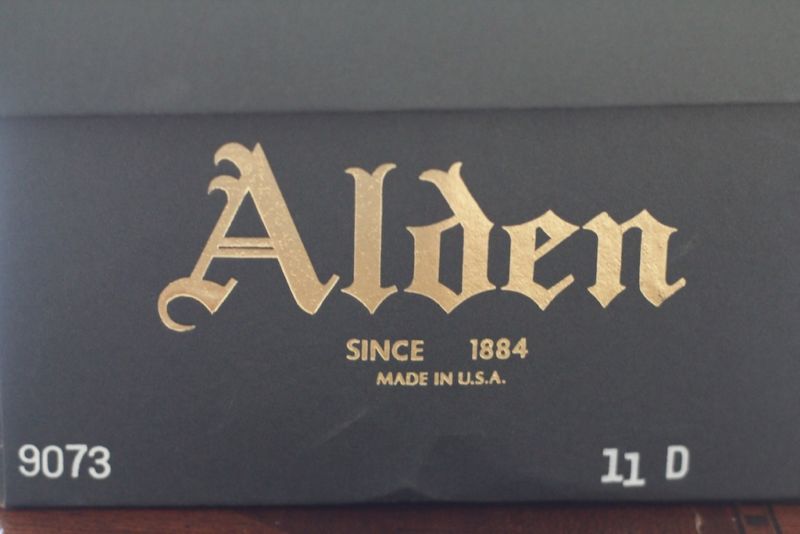 Alden
SINCE 1884
MADE IN U.S.A.
9073 11 D